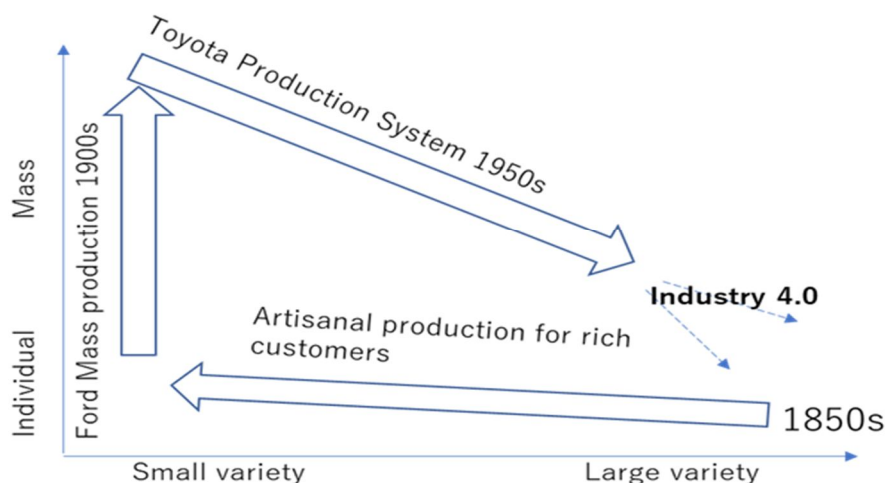 Toyota Production System 1950s
Mass
Ford Mass production 1900s
Industry 4.0
Artisanal production for rich
customers
Individual
1850s
Small variety
Large variety